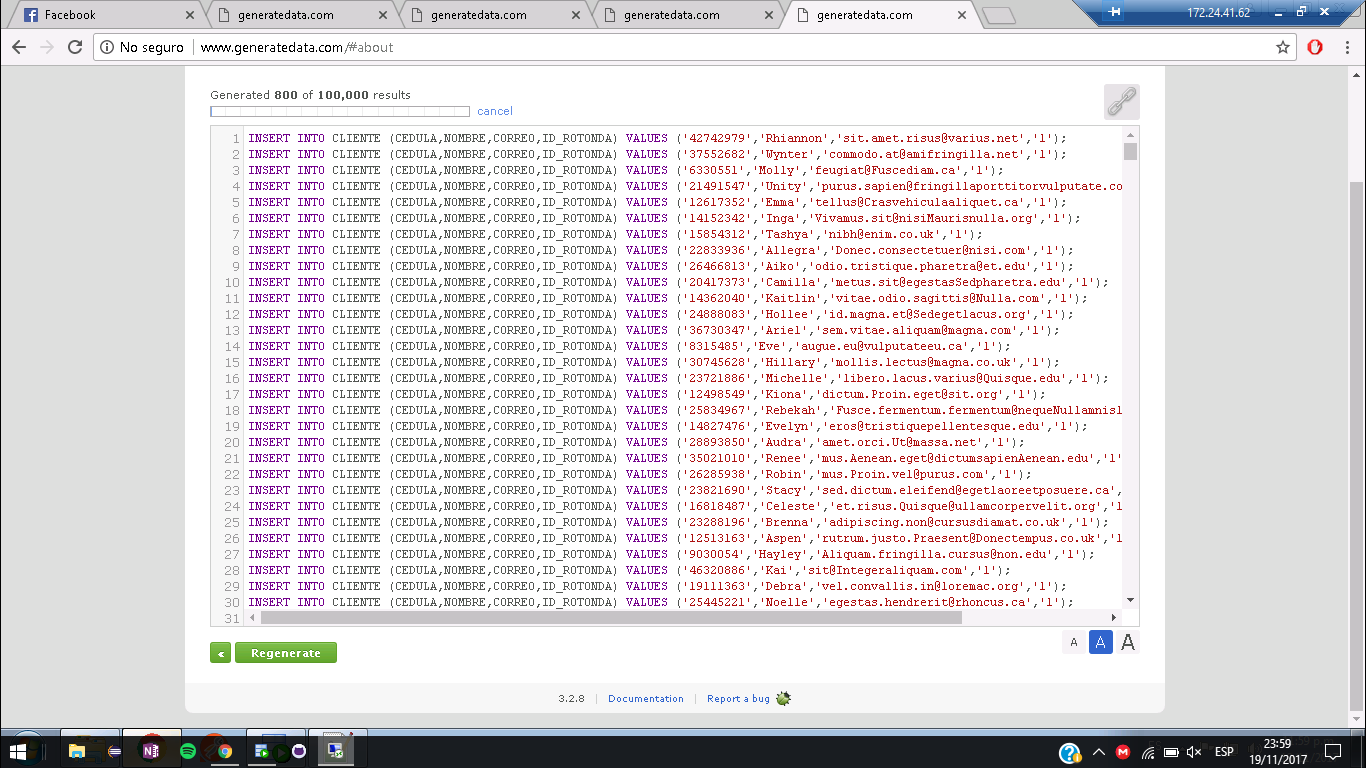 Facebook
generatedata.com
generatedata.com
generatedata.com
generatedata.com
172.24.41.62
No seguro
www.generatedata.com/#about
Generated 800 of 100,000 results
cancel
1 INSERT INTO CLIENTE (CEDULA,NOMBRE,CORREO,ID_ROTONDA) VALUES ('42742979','Rhiannon','sit.amet.risus@varius.net','1');
2 INSERT INTO CLIENTE (CEDULA,NOMBRE,CORREO,ID_ROTONDA) VALUES ('37552682','Wynter','commodo.at@amifringilla.net','1');
3 INSERT INTO CLIENTE (CEDULA,NOMBRE,CORREO,ID_ROTONDA) VALUES ('6330551','Molly','feugiat@Fuscediam.ca','1');
4 INSERT INTO CLIENTE (CEDULA,NOMBRE,CORREO,ID_ROTONDA) VALUES ('21491547','Unity','purus.sapien@fringillaporttitorvulputate.co
5 INSERT INTO CLIENTE (CEDULA,NOMBRE,CORREO,ID_ROTONDA) VALUES ('12617352','Emma','tellus@Crasvehiculaaliquet.ca','1');
6 INSERT INTO CLIENTE (CEDULA,NOMBRE,CORREO,ID_ROTONDA) VALUES ('14152342','Inga','Vivamus.sit@nisiMaurisnulla.org','1');
7 INSERT INTO CLIENTE (CEDULA,NOMBRE,CORREO,ID_ROTONDA) VALUES ('15854312','Tashya','nibh@enim.co.uk','1');
8 INSERT INTO CLIENTE (CEDULA,NOMBRE,CORREO,ID_ROTONDA) VALUES ('22833936','Allegra','Donec.consectetuer@nisi.com','1');
9 INSERT INTO CLIENTE (CEDULA,NOMBRE,CORREO,ID_ROTONDA) VALUES ('26466813','Aiko','odio.tristique.pharetra@et.edu','1');
10 INSERT INTO CLIENTE (CEDULA,NOMBRE,CORREO,ID_ROTONDA) VALUES ('20417373','Camilla','metus.sit@egestasSedpharetra.edu','1');
11 INSERT INTO CLIENTE (CEDULA,NOMBRE,CORREO,ID_ROTONDA) VALUES ('14362040','Kaitlin','vitae.odio.sagittis@Nulla.com','1');
12 INSERT INTO CLIENTE (CEDULA,NOMBRE,CORREO,ID_ROTONDA) VALUES ('24888083','Hollee','id.magna.et@Sedegetlacus.org','1');
13 INSERT INTO CLIENTE (CEDULA,NOMBRE,CORREO,ID_ROTONDA) VALUES ('36730347','Ariel','sem.vitae.aliquam@magna.com','1');
14 INSERT INTO CLIENTE (CEDULA,NOMBRE,CORREO,ID_ROTONDA) VALUES ('8315485','Eve','augue.eu@vulputateeu.ca','1');
15 INSERT INTO CLIENTE (CEDULA,NOMBRE,CORREO,ID_ROTONDA) VALUES ('30745628','Hillary','mollis.lectus@magna.co.uk','1');
16 INSERT INTO CLIENTE (CEDULA,NOMBRE,CORREO,ID_ROTONDA) VALUES ('23721886','Michelle','libero.lacus.varius@Quisque.edu','1');
17 INSERT INTO CLIENTE (CEDULA,NOMBRE,CORREO,ID_ROTONDA) VALUES ('12498549','Kiona','dictum.Proin.eget@sit.org','1');
18 INSERT INTO CLIENTE (CEDULA,NOMBRE,CORREO,ID_ROTONDA) VALUES ('25834967','Rebekah','Fusce.fermentum.fermentum@nequeNullamnisl
19 INSERT INTO CLIENTE (CEDULA,NOMBRE,CORREO,ID_ROTONDA) VALUES ('14827476','Evelyn','eros@tristiquepellentesque.edu','1');
20 INSERT INTO CLIENTE (CEDULA,NOMBRE,CORREO,ID_ROTONDA) VALUES ('28893850','Audra','amet.orci.Ut@massa.net','1');
21 INSERT INTO CLIENTE (CEDULA,NOMBRE,CORREO,ID_ROTONDA) VALUES ('35021010','Renee','mus.Aenean.eget@dictumsapienAenean.edu','1'
22 INSERT INTO CLIENTE (CEDULA,NOMBRE,CORREO,ID_ROTONDA) VALUES ('26285938','Robin','mus.Proin.vel@purus.com','1');
23 INSERT INTO CLIENTE (CEDULA,NOMBRE,CORREO,ID_ROTONDA) VALUES ('23821690','Stacy','sed.dictum.eleifend@egetlaoreetposuere.ca',
24 INSERT INTO CLIENTE (CEDULA,NOMBRE,CORREO,ID_ROTONDA) VALUES ('16818487','Celeste','et.risus.Quisque@ullamcorpervelit.org','1
25 INSERT INTO CLIENTE (CEDULA,NOMBRE,CORREO,ID_ROTONDA) VALUES ('23288196','Brenna','adipiscing.non@cursusdiamat.co.uk','1');
26 INSERT INTO CLIENTE (CEDULA,NOMBRE,CORREO,ID_ROTONDA) VALUES ('12513163','Aspen','rutrum.justo.Praesent@Donectempus.co.uk','1
27 INSERT INTO CLIENTE (CEDULA,NOMBRE,CORREO,ID_ROTONDA) VALUES ('9030054','Hayley','Aliquam.fringilla.cursus@non.edu','1');
28 INSERT INTO CLIENTE (CEDULA,NOMBRE,CORREO,ID_ROTONDA) VALUES ('46320886','Kai','sit@Integeraliquam.com','1');
29 INSERT INTO CLIENTE (CEDULA,NOMBRE,CORREO,ID_ROTONDA) VALUES ('19111363','Debra','vel.convallis.in@loremac.org','1');
30 INSERT INTO CLIENTE (CEDULA,NOMBRE,CORREO,ID_ROTONDA) VALUES ('25445221','Noelle','egestas.hendrerit@rhoncus.ca','1');
31
« Regenerate
A A A
3.2.8 | Documentation | Report a bug
ESP
23:59
19/11/2017